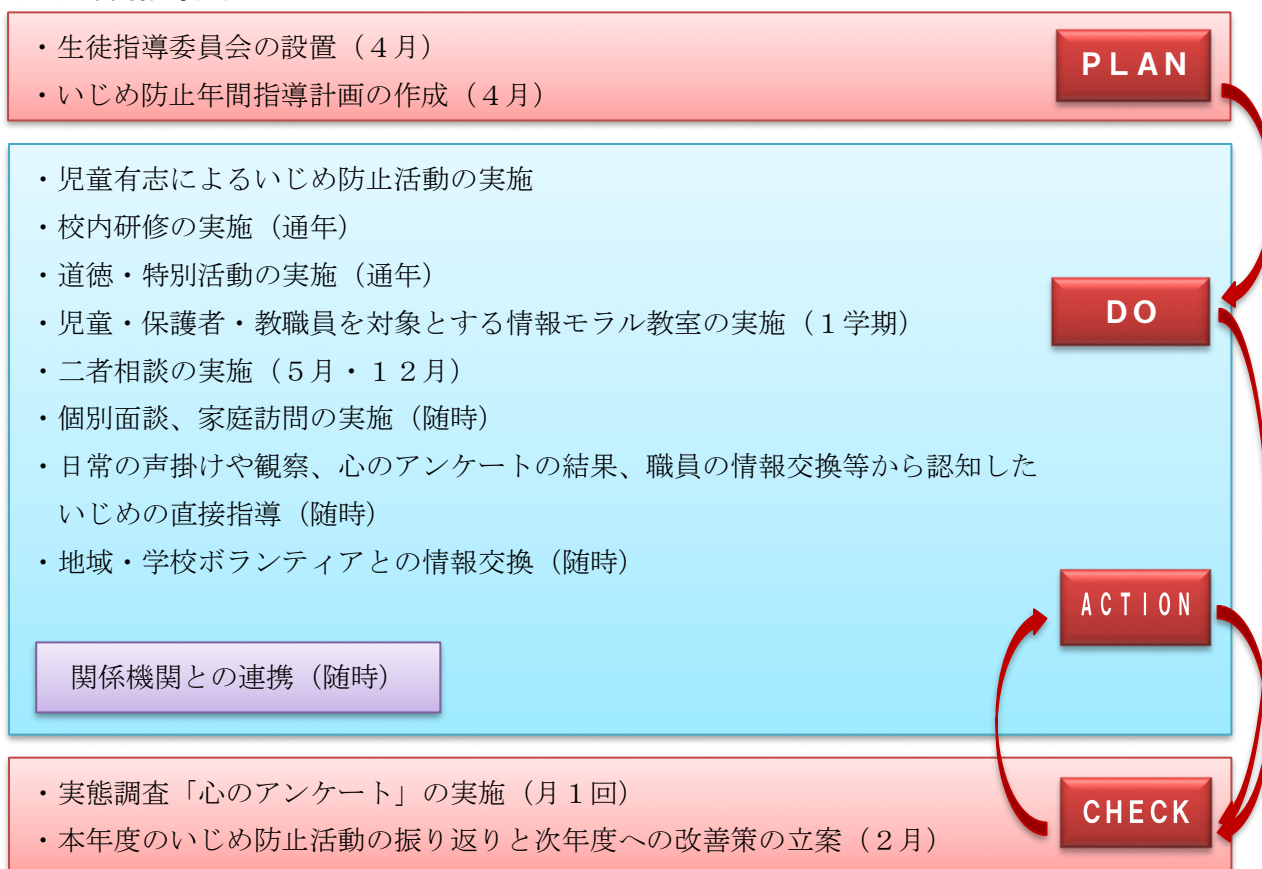 ・生徒指導委員会の設置（４月）
・いじめ防止年間指導計画の作成（４月）
ＰＬＡＮ
・児童有志によるいじめ防止活動の実施
・校内研修の実施（通年）
・道徳・特別活動の実施（通年）
・児童・保護者・教職員を対象とする情報モラル教室の実施（１学期）
ＤＯ
・二者相談の実施（５月・１２月）
・個別面談、家庭訪問の実施（随時）
・日常の声掛けや観察、心のアンケートの結果、職員の情報交換等から認知した
いじめの直接指導（随時）
・地域・学校ボランティアとの情報交換（随時）
ＡＣＴＩＯＮ
関係機関との連携（随時）
・実態調査「心のアンケート」の実施（月１回）
・本年度のいじめ防止活動の振り返りと次年度への改善策の立案（２月）
ＣＨＥＣＫ